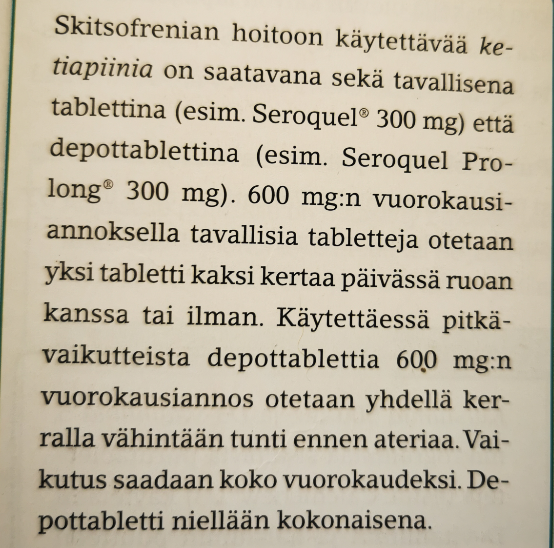 Skitsofrenian hoitoon käytettävää ke-
tiapiinia on saatavana sekä tavallisena
tablettina (esim. Seroquel® 300 mg) että
depottablettina (esim. Seroquel Pro-
long® 300 mg). 600 mg:n vuorokausi-
annoksella tavallisia tabletteja otetaan
yksi tabletti kaksi kertaa päivässä ruoan
kanssa tai ilman. Käytettäessä pitkä-
vaikutteista depottablettia 600 mg:n
vuorokausiannos otetaan yhdellä ker-
ralla vähintään tunti ennen ateriaa. Vai-
kutus saadaan koko vuorokaudeksi. De-
pottabletti niellään kokonaisena.